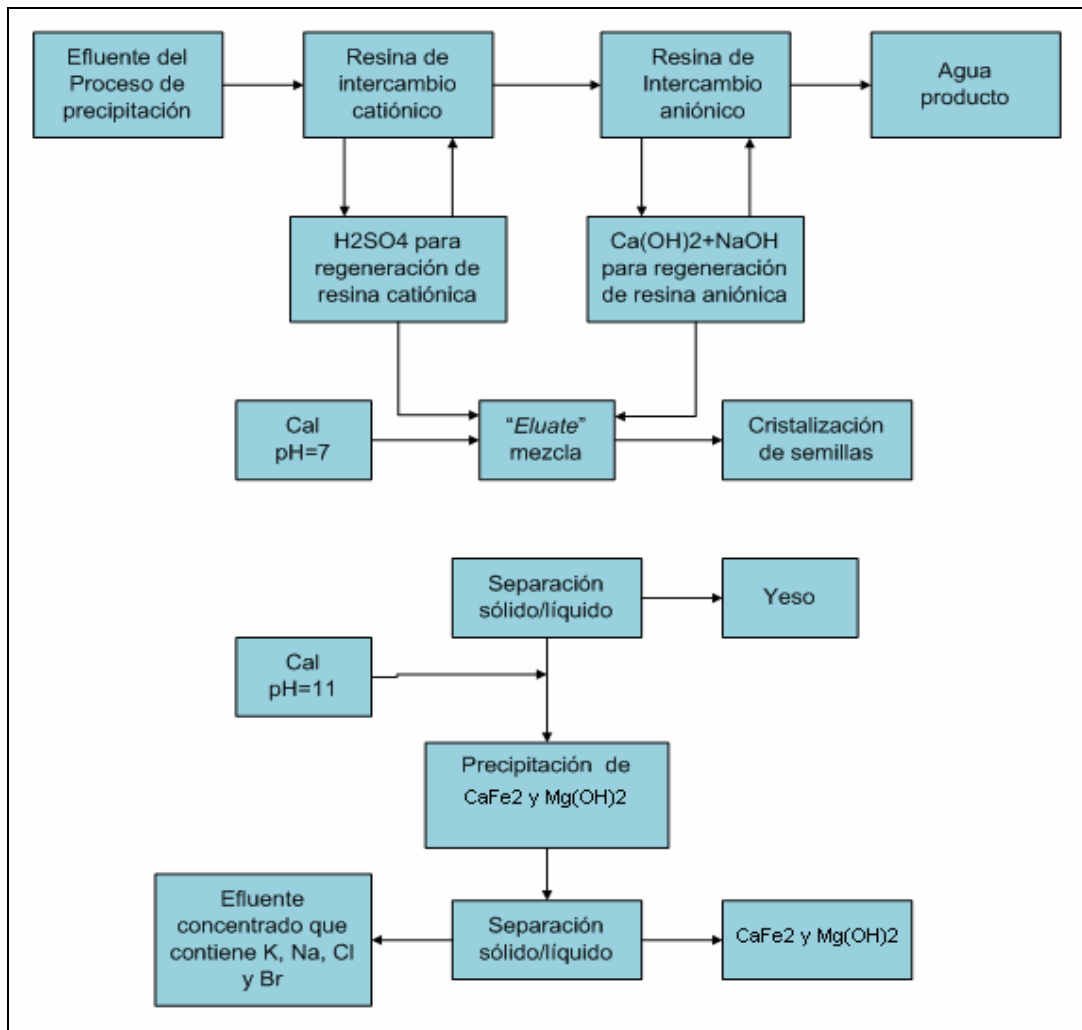 Efluente del
Proceso de
precipitación
Resina de
intercambio
catiónico
Resina de
Intercambio
aniónico
Agua
producto
H2SO4 para
regeneración de
resina catiónica
Ca(OH)2+NaOH
para regeneración
de resina aniónica
Cal
pH=7
“Eluate”
mezcla
Cristalización
de semillas
Separación
sólido/líquido
Yeso
Cal
pH=11
Precipitación de
CaFe2 y Mg(OH)2
Efluente
concentrado que
contiene K, Na, Cl
y Br
Separación
sólido/líquido
CaFe2 y Mg(OH)2